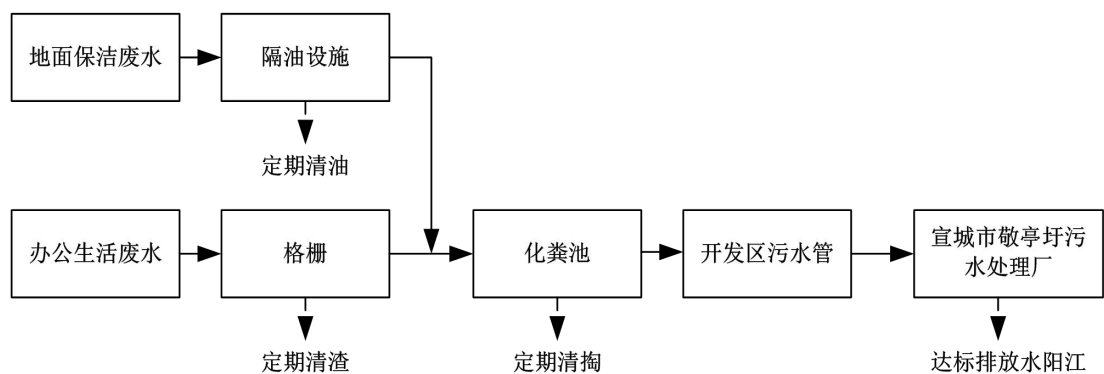 地面保洁废水
隔油设施
定期清油
办公生活废水
格栅
化粪池
开发区污水管
宣城市敬亭圩污
水处理厂
定期清渣
定期清掏
达标排放水阳江